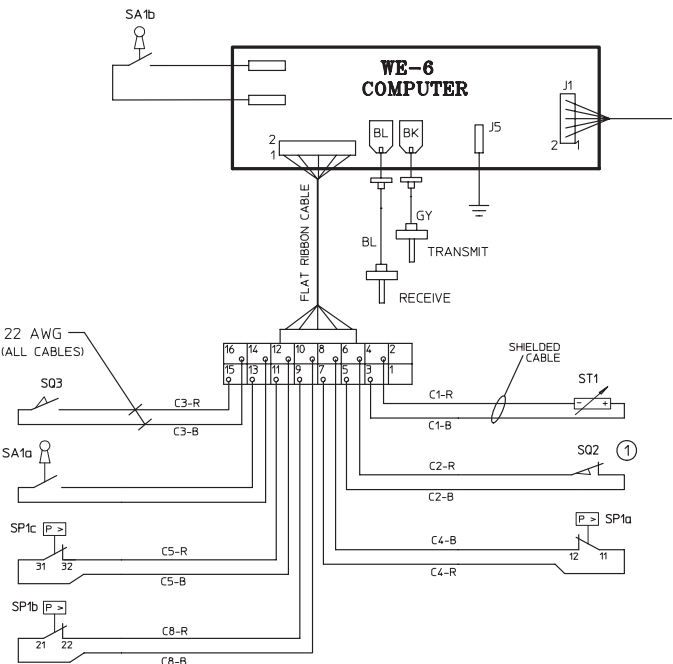 SA1b
WE-6
COMPUTER
J1
BL BK
J5
2
1
2 1
FLAT RIBBON CABLE
GY
BL
TRANSMIT
RECEIVE
22 AWG
(ALL CABLES)
16 14 12 10 8 6 4 2
15 13 11 9 7 5 3 1
SHIELDED
CABLE
SQ3
ST1
C3-R
C1-R
- +
C3-B
C1-B
SA1a
SQ2 1
C2-R
C2-B
SP1c P >
P > SP1a
C4-B
31 32
C5-R
12 11
C5-B
C4-R
SP1b P >
21 22
C8-R
C8-B